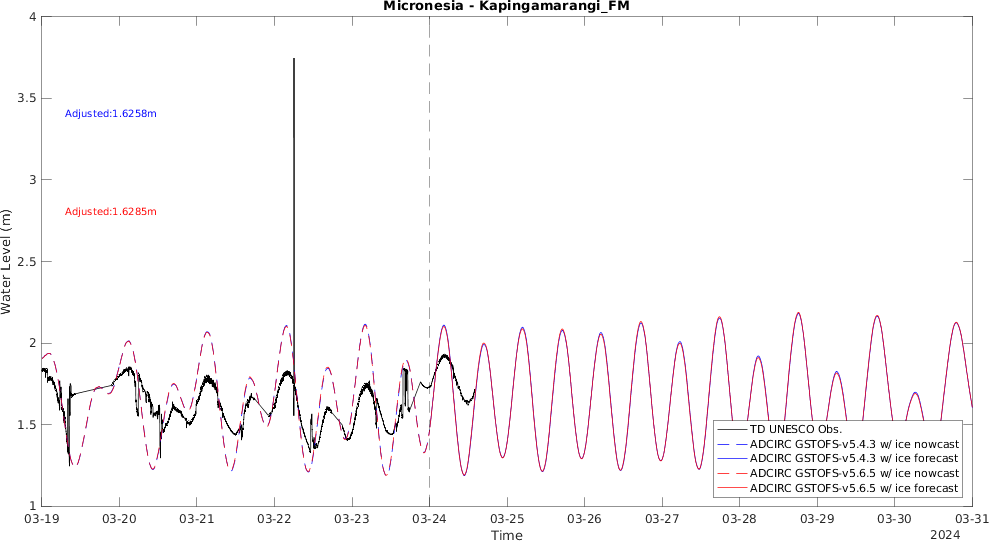 Micronesia - Kapingamarangi_FM
4
3.5
3
2.5
2
1.5
1
Water Level (m)
Adjusted:1.6258m
Adjusted:1.6285m
TD UNESCO Obs.
ADCIRC GSTOFS-v5.4.3 w/ ice nowcast
ADCIRC GSTOFS-v5.4.3 w/ ice forecast
ADCIRC GSTOFS-v5.6.5 w/ ice nowcast
ADCIRC GSTOFS-v5.6.5 w/ ice forecast
03-19 03-20 03-21 03-22 03-23 03-24 03-25 03-26 03-27 03-28 03-29 03-30 03-31
Time
2024